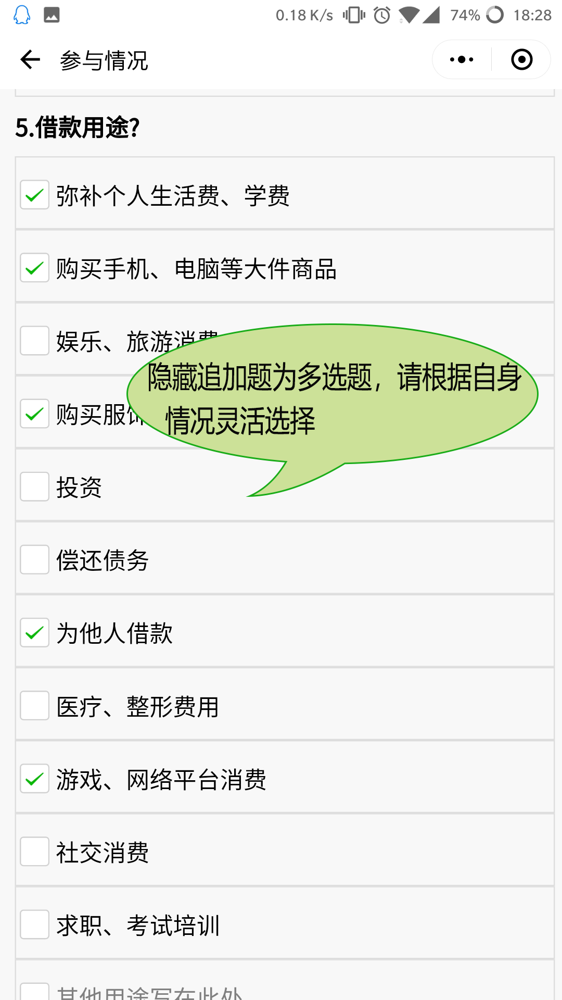 0.18 K/s 74% 18:28
参与情况
5.借款用途?
弥补个人生活费、学费
购买手机、电脑等大件商品
娱乐、旅游消费
隐藏追加题为多选题，请根据自身
情况灵活选择
购买服饰
投资
偿还债务
为他人借款
医疗、整形费用
游戏、网络平台消费
社交消费
求职、考试培训
其他用途写在此处